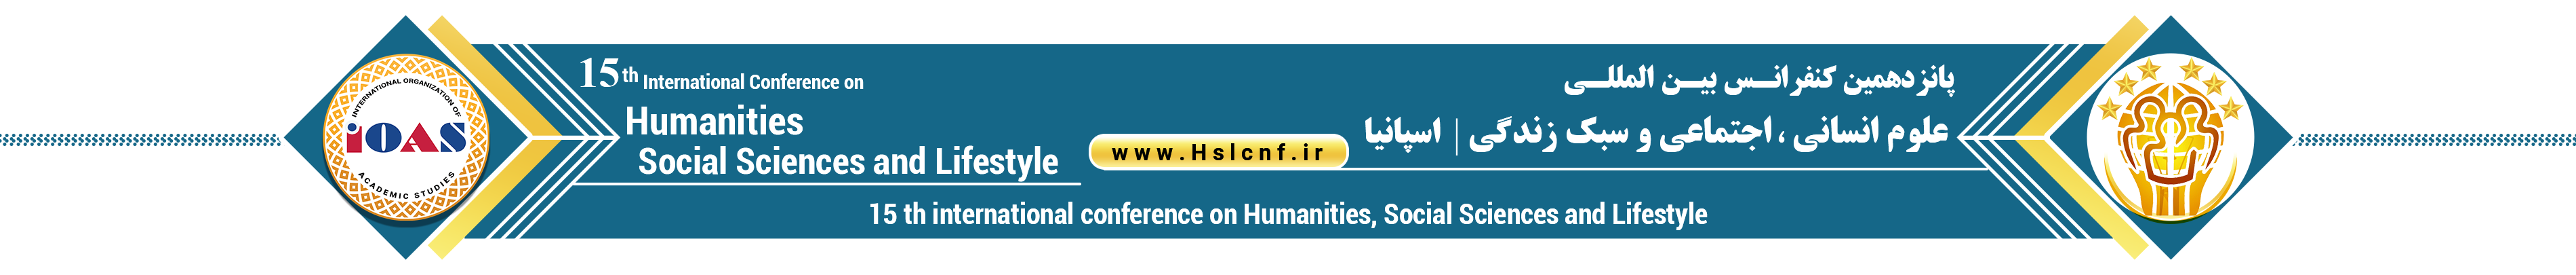 INTERNATIONAL ORGANIZATION OF
iOAS
ACADEMIC STUDIES
15th International Conference on
Humanities
Social Sciences and Lifestyle
www.Hslcnf.ir
پانزدهمین کنفرانس بین المللی
علوم انسانی ، اجتماعی و سبک زندگی | اسپانیا
15 th international conference on Humanities, Social Sciences and Lifestyle